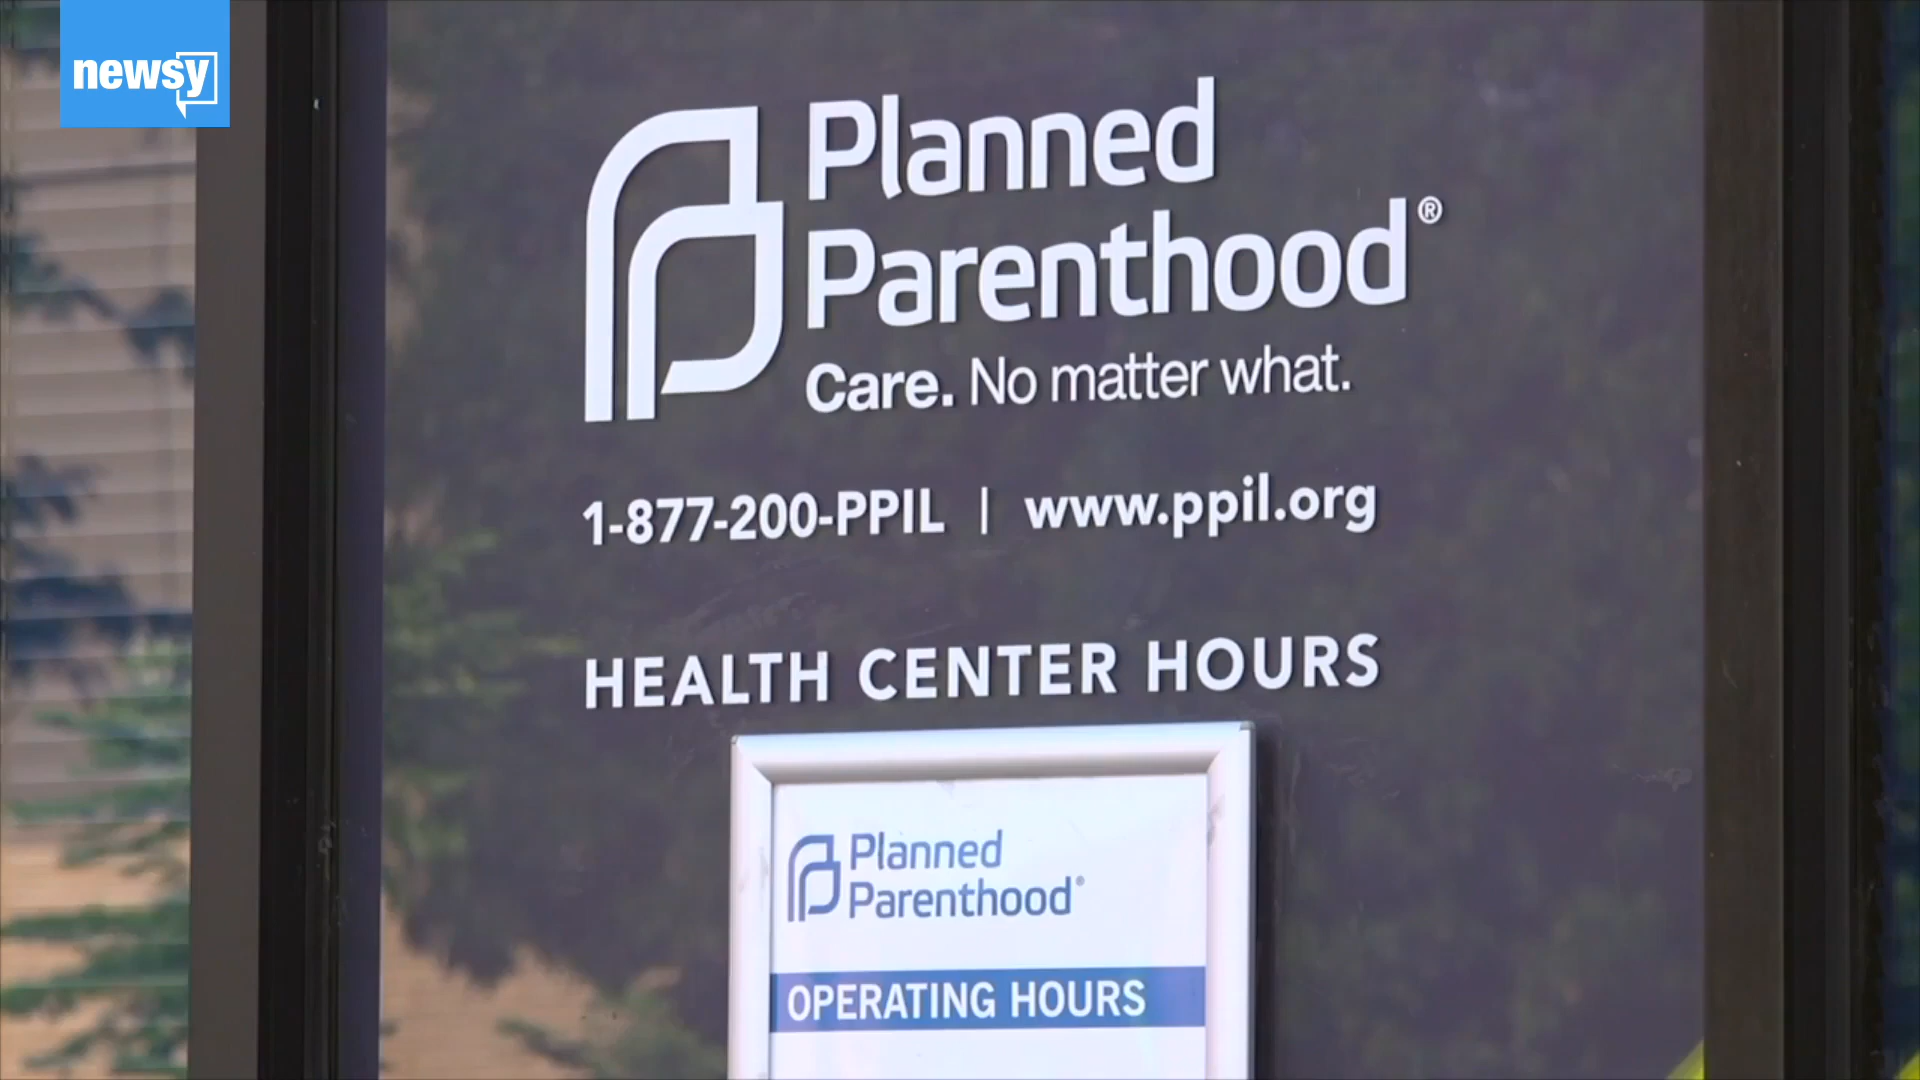 newsy
Planned
Parenthood®
Care. No matter what.
1-877-200-PPIL | www.ppil.org
HEALTH CENTER HOURS
Planned
Parenthood®
OPERATING HOURS